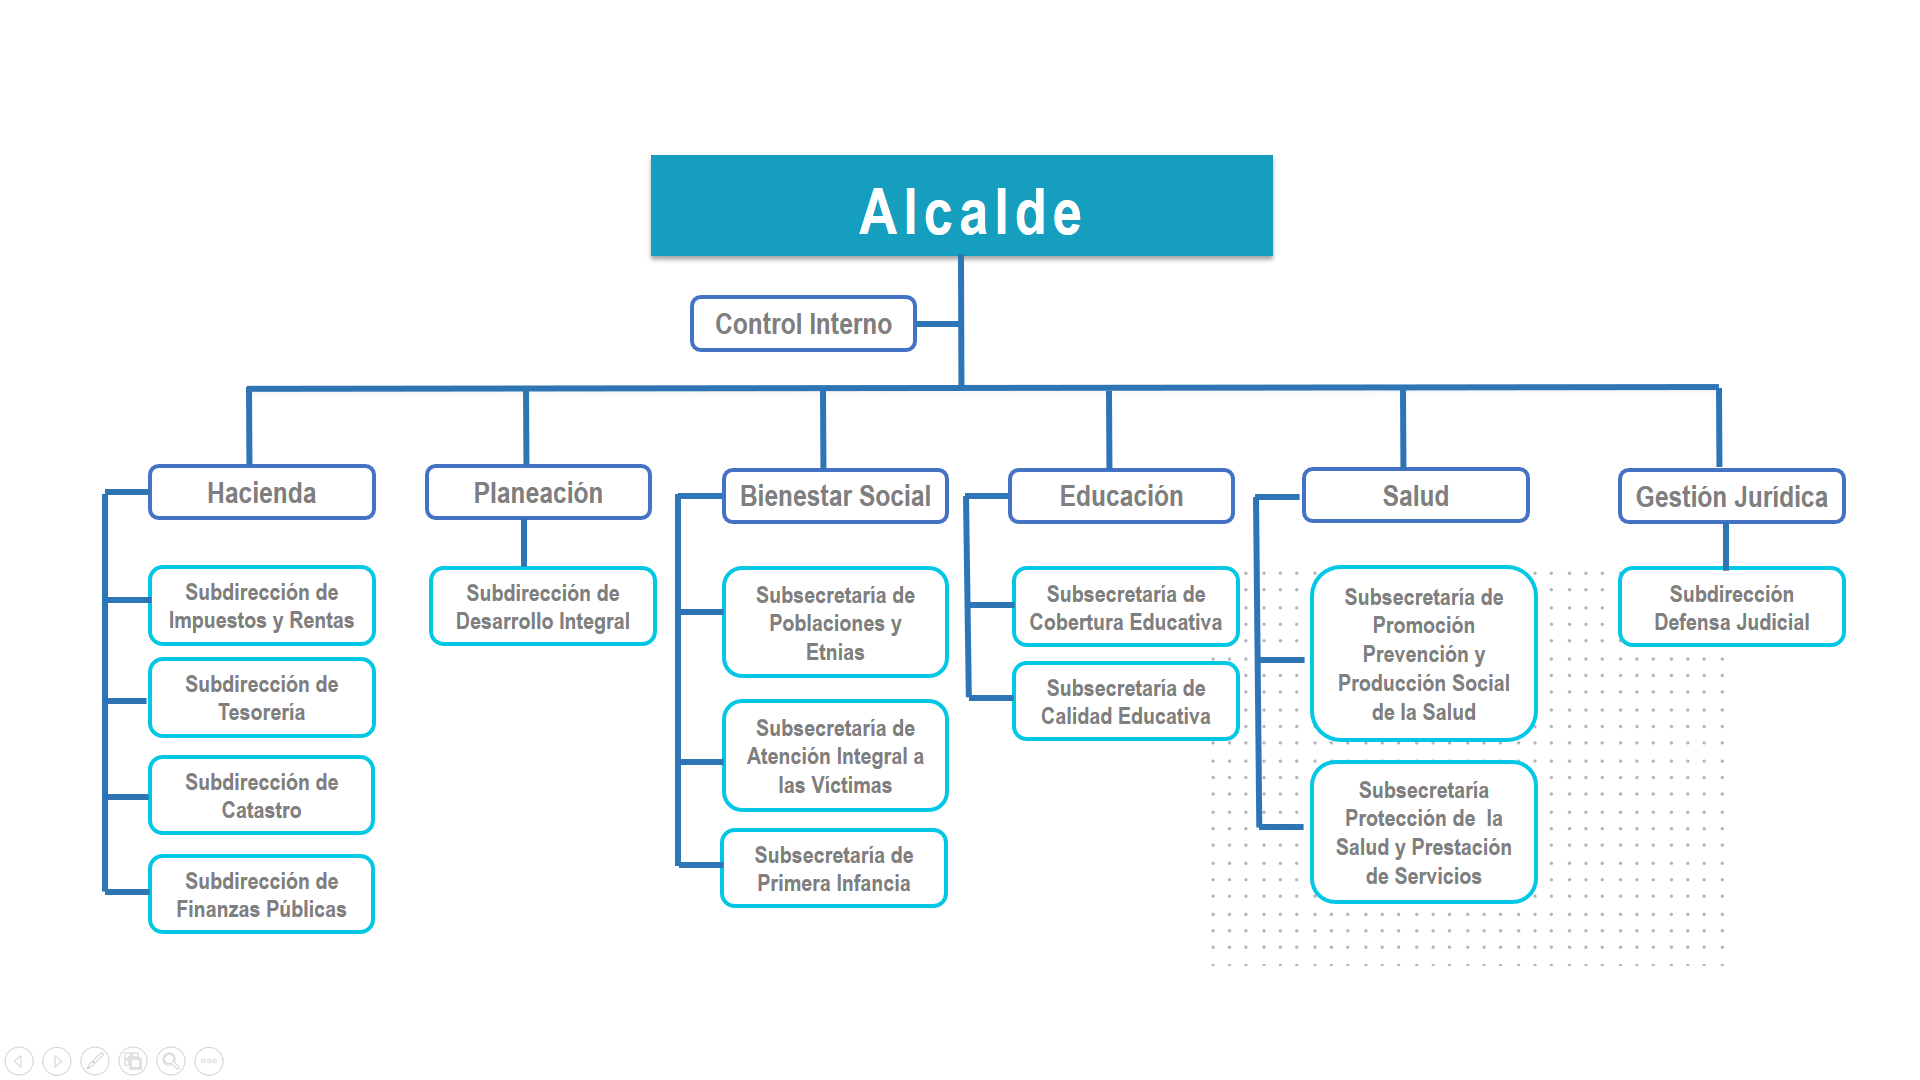 Alcalde
Control Interno
Hacienda
Planeación
Bienestar Social
Educación
Salud
Gestión Jurídica
Subdirección de
Impuestos y Rentas
Subdirección de
Tesorería
Subdirección de
Catastro
Subdirección de
Finanzas Públicas
Subdirección de
Desarrollo Integral
Subsecretaría de
Poblaciones y
Etnias
Subsecretaría de
Atención Integral a
las Víctimas
Subsecretaría de
Primera Infancia
Subsecretaría de
Cobertura Educativa
Subsecretaría de
Calidad Educativa
Subsecretaría de
Promoción
Prevención y
Producción Social
de la Salud
Subsecretaría
Protección de  la
Salud y Prestación
de Servicios
Subdirección
Defensa Judicial